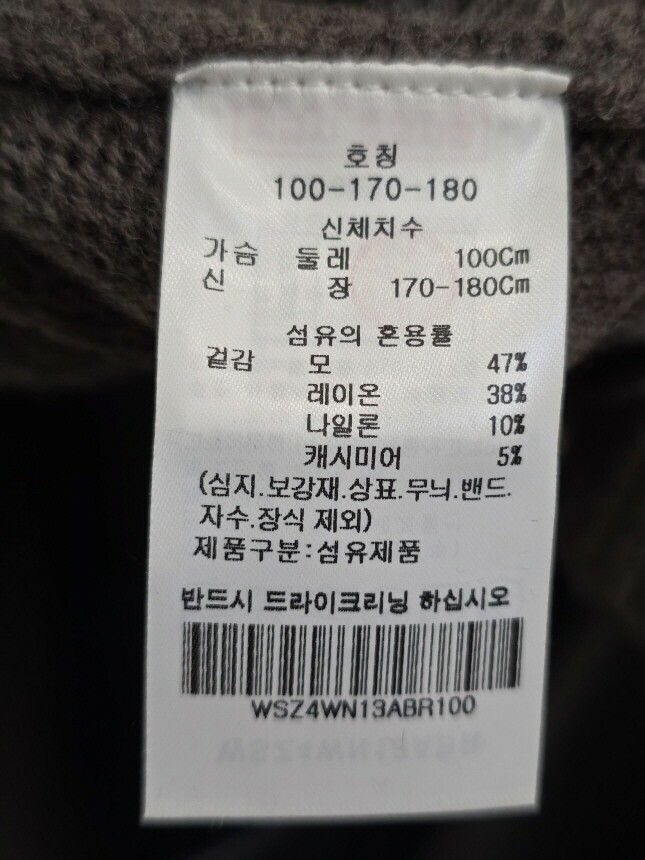 호칭
100-170-180
신체치수
가슴 둘레 100Cm
신 장 170-180Cm
섬유의 혼용률
겉감 모 47%
레이온 38%
나일론 10%
캐시미어 5%
(심지.보강재.상표.무늬.밴드.
자수.장식 제외)
제품구분:섬유제품
반드시 드라이크리닝 하십시오
WSZ4WN13ABR100